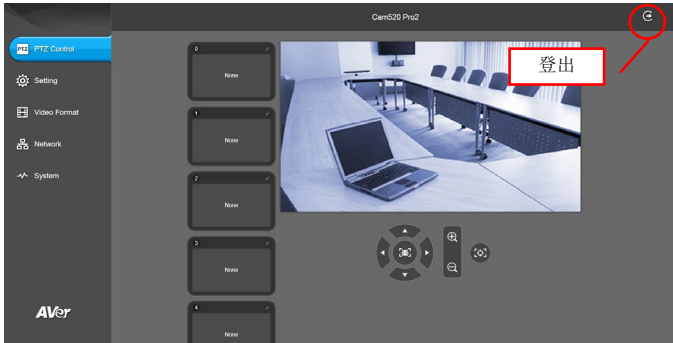 Cam520 Pro2
登出
PTZ PTZ Control
Setting
Video Format
Network
System
AVer
0
None
1
None
2
None
3
None
4
None